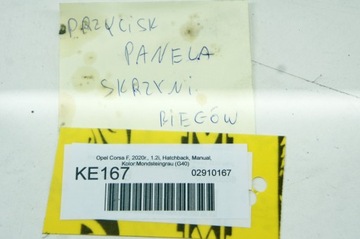 PRZYCISK
PANELA
SKRZYNI
BIEGÓW
Opel Corsa F, 2020r., 1.2i, Hatchback, Manual,
Kolor:Mondsteingrau (G40)
KE167 02910167